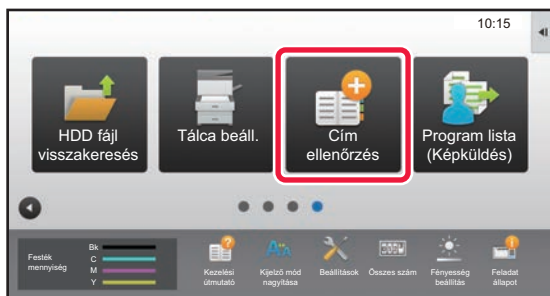 10:15
HDD fájl
visszakeresés
Tálca beáll.
Cím
ellenőrzés
Program lista
(Képküldés)
Festék
mennyiség
Bk
C
M
Y
Kezelési
útmutató
Kijelző mód
nagyítása
Beállítások
Összes szám
Fényesség
beállítás
Feladat
állapot